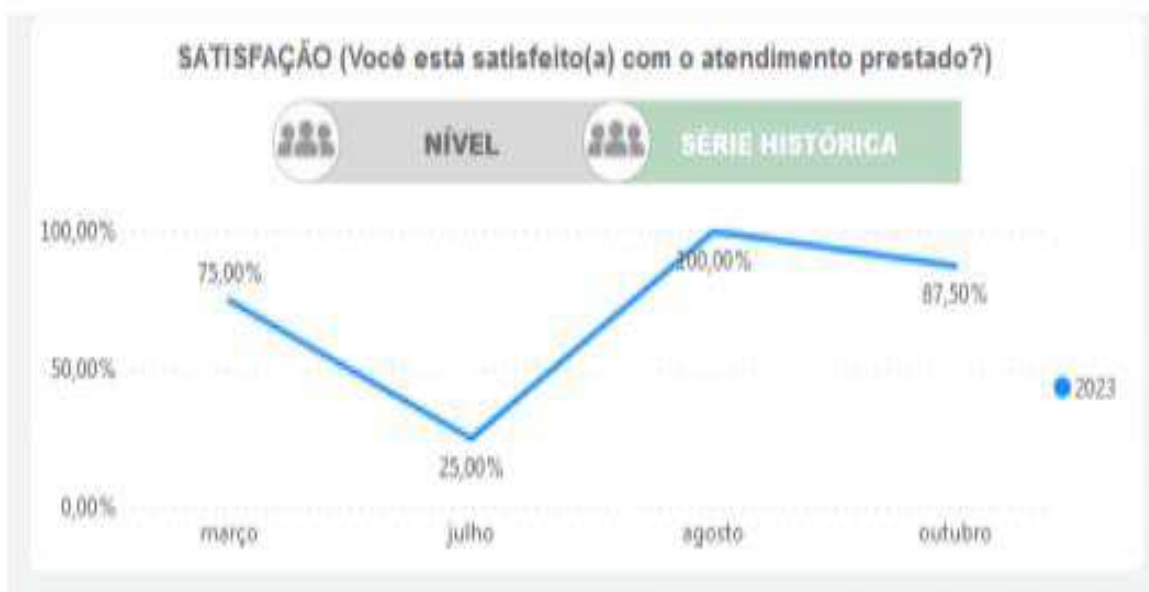 SATISFAÇÃO (Você está satisfeito(a) com o atendimento prestado?)
NÍVEL
SÉRIE HISTÓRICA
100,00%
75,00%
100,00%
87,50%
50,00%
2023
25,00%
0,00%
março
julho
agosto
outubro